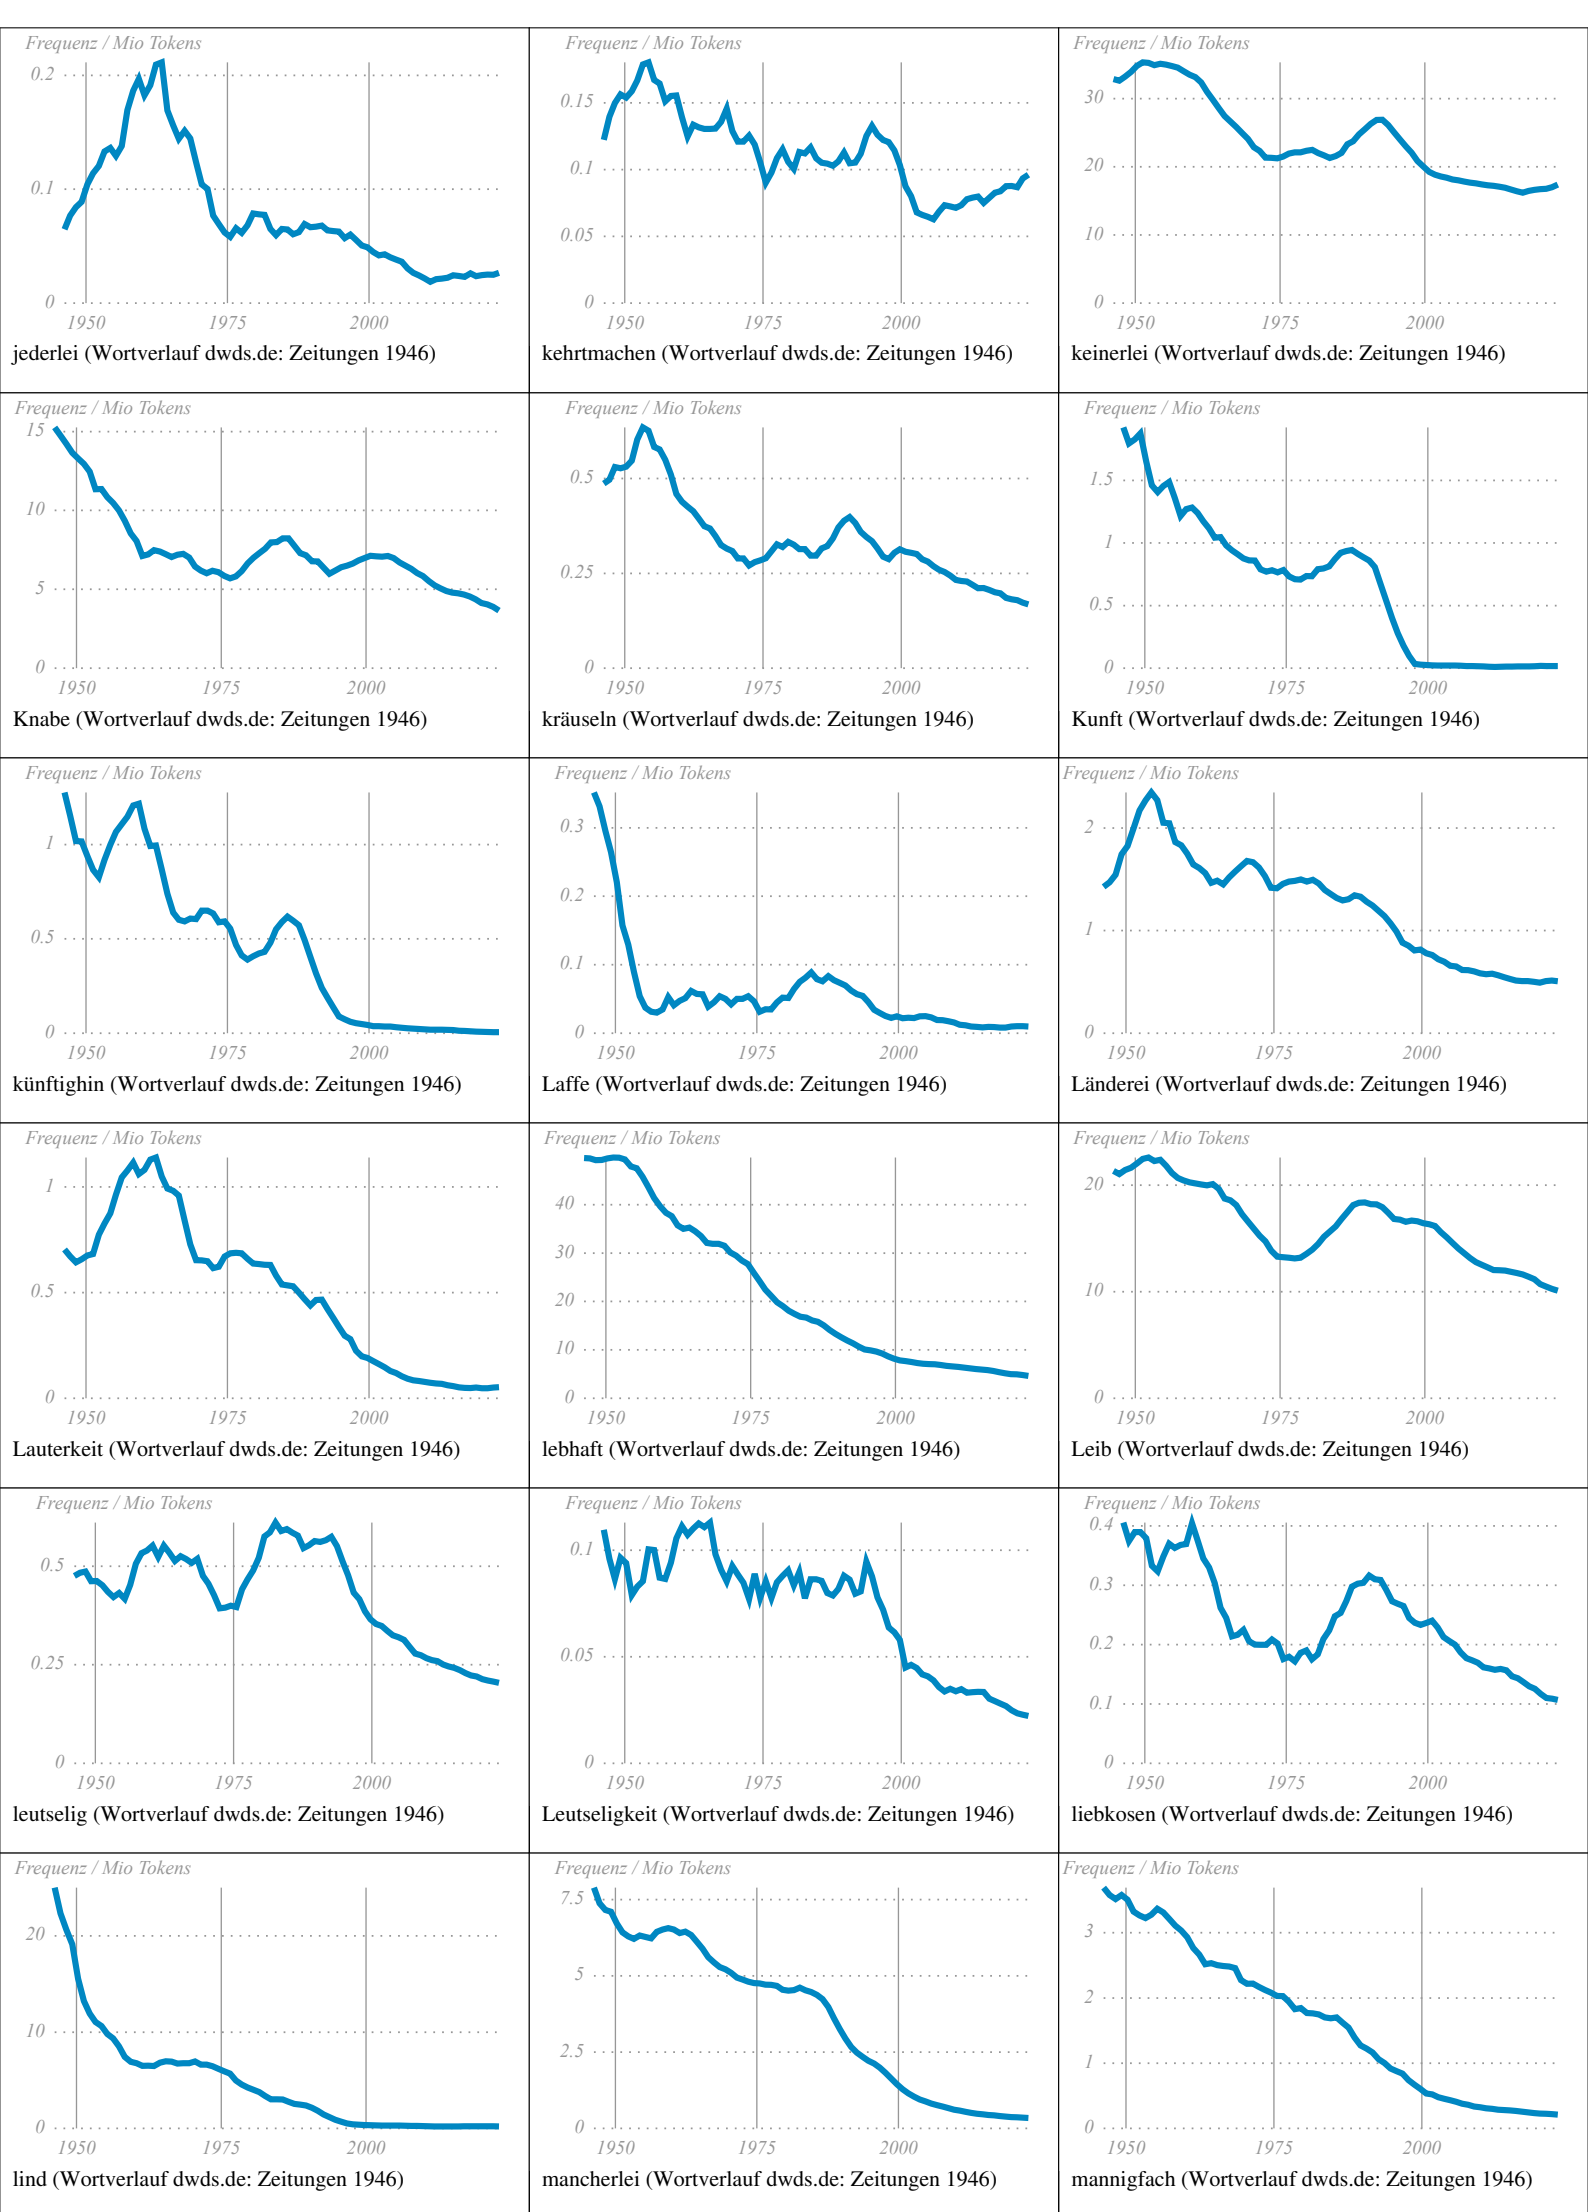 Frequenz / Mio Tokens
0.2
0.1
0
1950 1975 2000
jederlei (Wortverlauf dwds.de: Zeitungen 1946)
Frequenz / Mio Tokens
0.15
0.1
0.05
0
1950 1975 2000
kehrtmachen (Wortverlauf dwds.de: Zeitungen 1946)
Frequenz / Mio Tokens
30
20
10
0
1950 1975 2000
keinerlei (Wortverlauf dwds.de: Zeitungen 1946)
Frequenz / Mio Tokens
15
10
5
0
1950 1975 2000
Knabe (Wortverlauf dwds.de: Zeitungen 1946)
Frequenz / Mio Tokens
0.5
0.25
0
1950 1975 2000
kräuseln (Wortverlauf dwds.de: Zeitungen 1946)
Frequenz / Mio Tokens
1.5
1
0.5
0
1950 1975 2000
Kunft (Wortverlauf dwds.de: Zeitungen 1946)
Frequenz / Mio Tokens
1
0.5
0
1950 1975 2000
künftighin (Wortverlauf dwds.de: Zeitungen 1946)
Frequenz / Mio Tokens
0.3
0.2
0.1
0
1950 1975 2000
Laffe (Wortverlauf dwds.de: Zeitungen 1946)
Frequenz / Mio Tokens
2
1
0
1950 1975 2000
Länderei (Wortverlauf dwds.de: Zeitungen 1946)
Frequenz / Mio Tokens
1
0.5
0
1950 1975 2000
Lauterkeit (Wortverlauf dwds.de: Zeitungen 1946)
Frequenz / Mio Tokens
40
30
20
10
0
1950 1975 2000
lebhaft (Wortverlauf dwds.de: Zeitungen 1946)
Frequenz / Mio Tokens
20
10
0
1950 1975 2000
Leib (Wortverlauf dwds.de: Zeitungen 1946)
Frequenz / Mio Tokens
0.5
0.25
0
1950 1975 2000
leutselig (Wortverlauf dwds.de: Zeitungen 1946)
Frequenz / Mio Tokens
0.1
0.05
0
1950 1975 2000
Leutseligkeit (Wortverlauf dwds.de: Zeitungen 1946)
Frequenz / Mio Tokens
0.4
0.3
0.2
0.1
0
1950 1975 2000
liebkosen (Wortverlauf dwds.de: Zeitungen 1946)
Frequenz / Mio Tokens
20
10
0
1950 1975 2000
lind (Wortverlauf dwds.de: Zeitungen 1946)
Frequenz / Mio Tokens
7.5
5
2.5
0
1950 1975 2000
mancherlei (Wortverlauf dwds.de: Zeitungen 1946)
Frequenz / Mio Tokens
3
2
1
0
1950 1975 2000
mannigfach (Wortverlauf dwds.de: Zeitungen 1946)